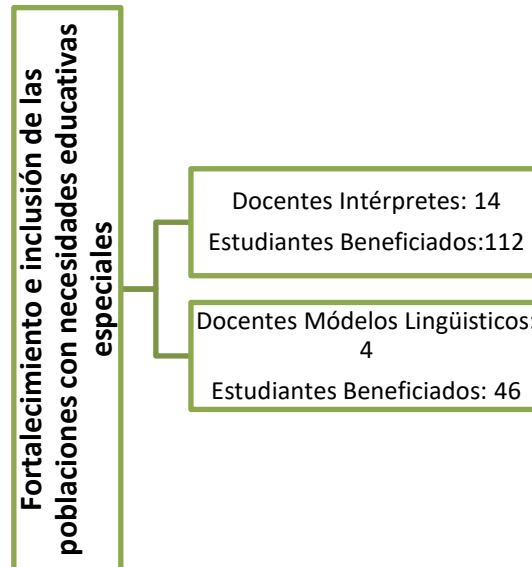 Fortalecimiento e inclusión de las
poblaciones con necesidades educativas
especiales
Docentes Intérpretes: 14
Estudiantes Beneficiados:112
Docentes Módelos Lingüisticos:
4
Estudiantes Beneficiados: 46